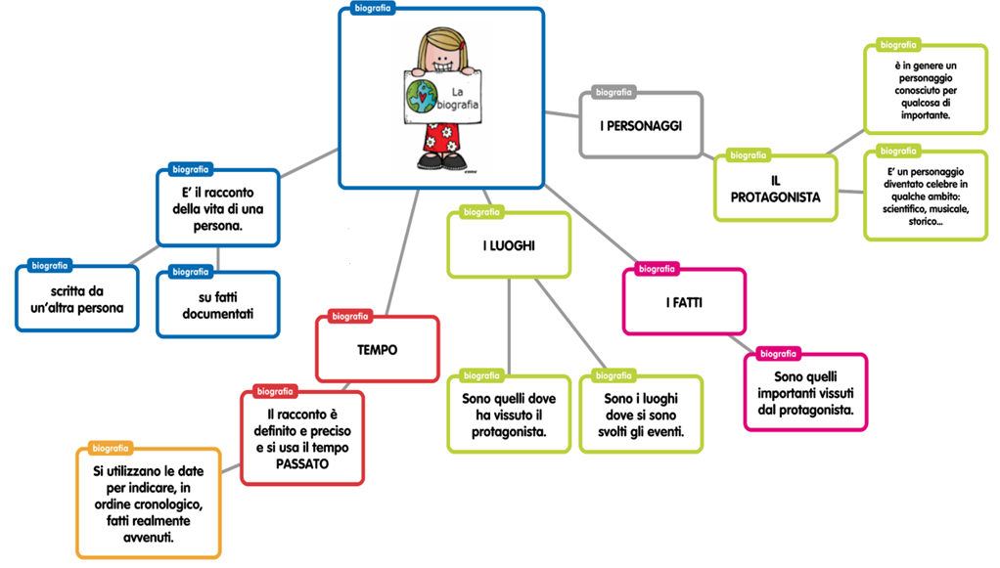 biografia
La
biografia
biografia
I PERSONAGGI
biografia
è in genere un
personaggio
conosciuto per
qualcosa di
importante.
biografia
IL
PROTAGONISTA
biografia
E' un personaggio
diventato celebre in
qualche ambito:
scientifico, musicale,
storico...
biografia
E' il racconto
della vita di una
persona.
biografia
scritta da
un'altra persona
biografia
su fatti
documentati
biografia
I LUOGHI
biografia
I FATTI
biografia
TEMPO
biografia
Sono quelli
importanti vissuti
dal protagonista.
biografia
Sono quelli dove
ha vissuto il
protagonista.
biografia
Sono i luoghi
dove si sono
svolti gli eventi.
biografia
Il racconto è
definito e preciso
e si usa il tempo
PASSATO
biografia
Si utilizzano le date
per indicare, in
ordine cronologico,
fatti realmente
avvenuti.